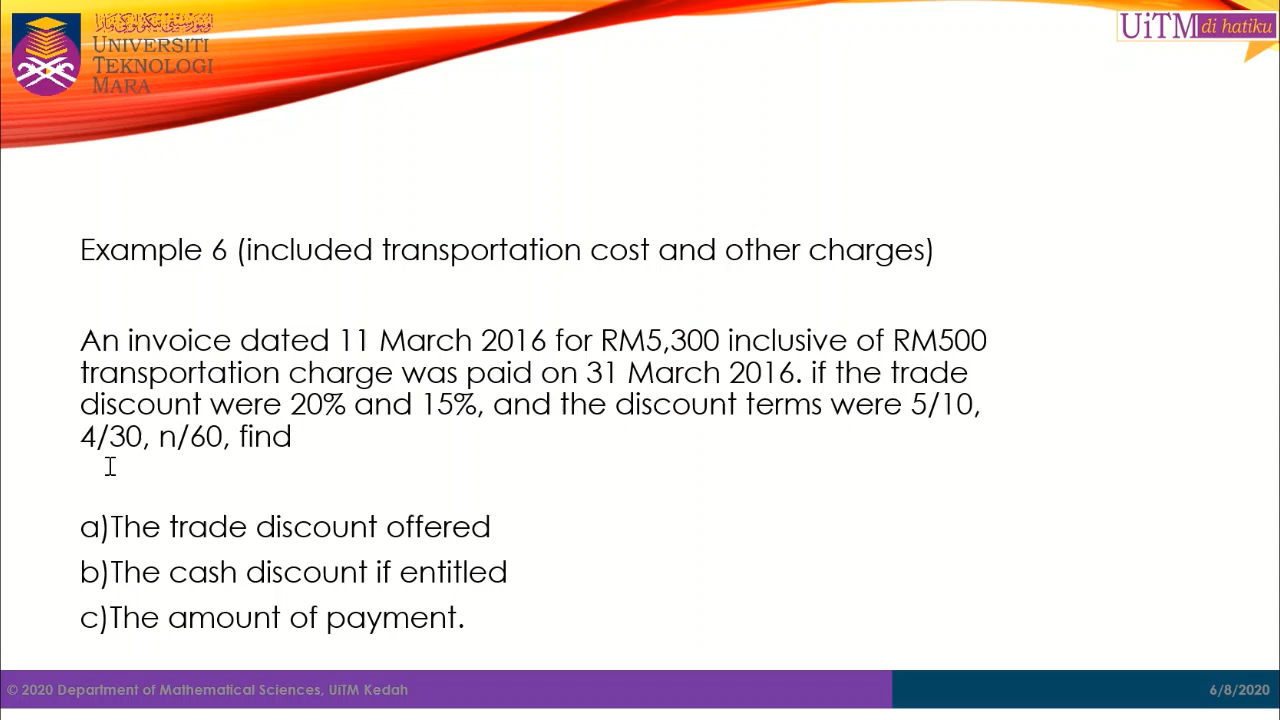 اونيۏرسيتي تيكنولوڬي مارا
UNIVERSITI
TEKNOLOGI
MARA
UiTM di hatiku
Example 6 (included transportation cost and other charges)
An invoice dated 11 March 2016 for RM5,300 inclusive of RM500
transportation charge was paid on 31 March 2016. if the trade
discount were 20% and 15%, and the discount terms were 5/10,
4/30, n/60, find
a)The trade discount offered
b)The cash discount if entitled
c)The amount of payment.
© 2020 Department of Mathematical Sciences, UiTM Kedah
6/8/2020